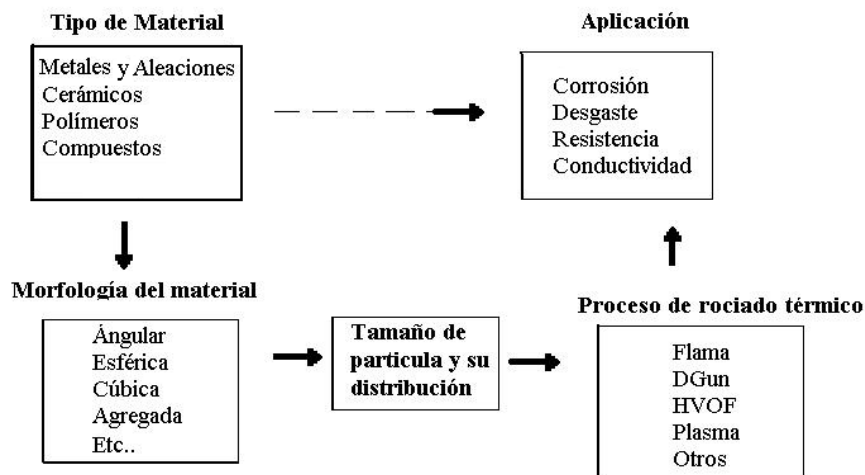 Tipo de Material
Metales y Aleaciones
Cerámicos
Polímeros
Compuestos
Aplicación
Corrosión
Desgaste
Resistencia
Conductividad
Morfología del material
Ángular
Esférica
Cúbica
Agregada
Etc..
Tamaño de
particula y su
distribución
Proceso de rociado térmico
Flama
DGun
HVOF
Plasma
Otros